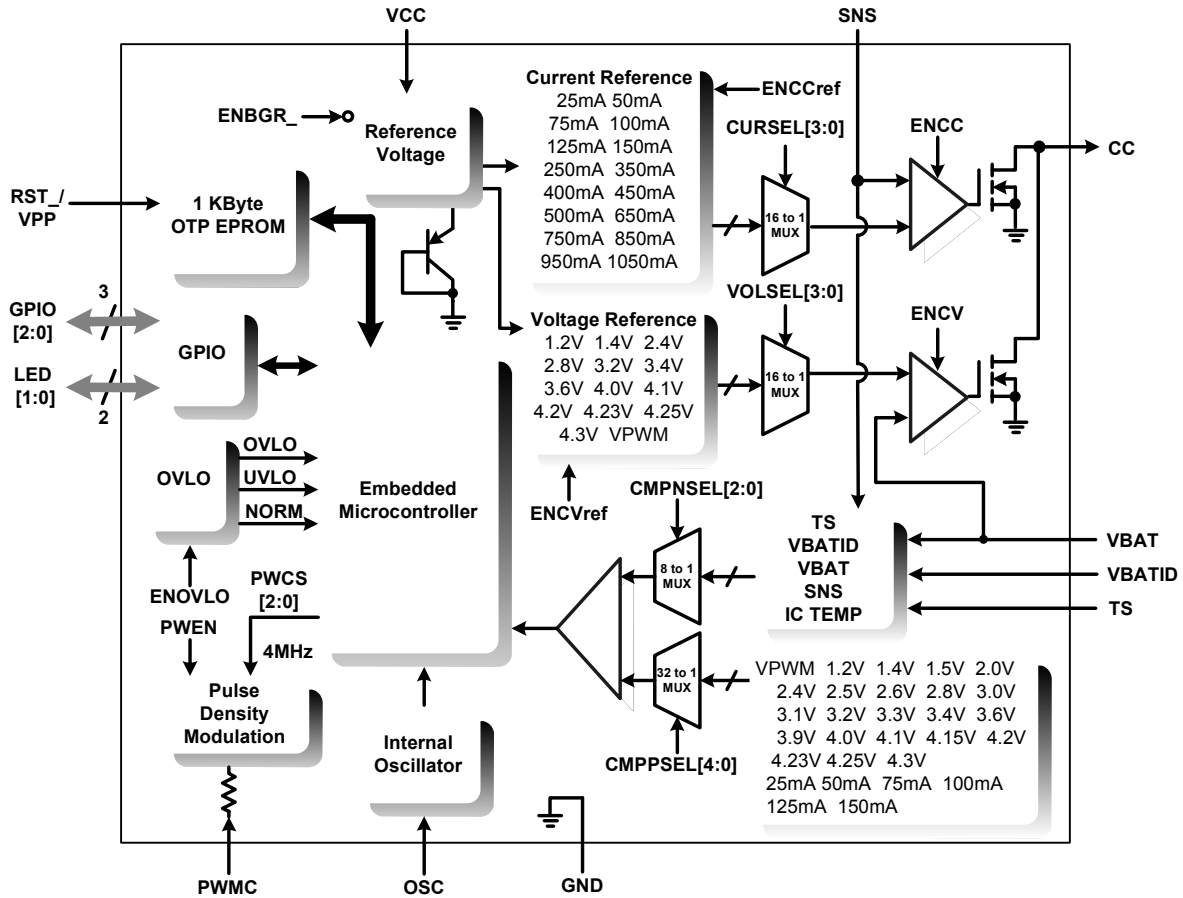 VCC
SNS
Current Reference
25mA 50mA
75mA 100mA
125mA 150mA
250mA 350mA
400mA 450mA
500mA 650mA
750mA 850mA
950mA 1050mA
ENCCref
ENBGR_
Reference
Voltage
CURSEL[3:0]
ENCC
CC
RST_/
VPP
1 KByte
OTP EPROM
16 to 1
MUX
3
GPIO
[2:0]
LED
[1:0]
2
GPIO
VOLSEL[3:0]
ENCV
Voltage Reference
1.2V 1.4V 2.4V
2.8V 3.2V 3.4V
3.6V 4.0V 4.1V
4.2V 4.23V 4.25V
4.3V VPWM
16 to 1
MUX
OVLO
OVLO
UVLO
NORM
Embedded
Microcontroller
ENCVref
CMPNSEL[2:0]
8 to 1
MUX
TS
VBATID
VBAT
SNS
IC TEMP
VBAT
VBATID
TS
ENOVLO
PWEN
PWCS
[2:0]
4MHz
Pulse
Density
Modulation
Internal
Oscillator
32 to 1
MUX
CMPPSEL[4:0]
VPWM 1.2V 1.4V 1.5V 2.0V
2.4V 2.5V 2.6V 2.8V 3.0V
3.1V 3.2V 3.3V 3.4V 3.6V
3.9V 4.0V 4.1V 4.15V 4.2V
4.23V 4.25V 4.3V
25mA 50mA 75mA 100mA
125mA 150mA
PWMC
OSC
GND